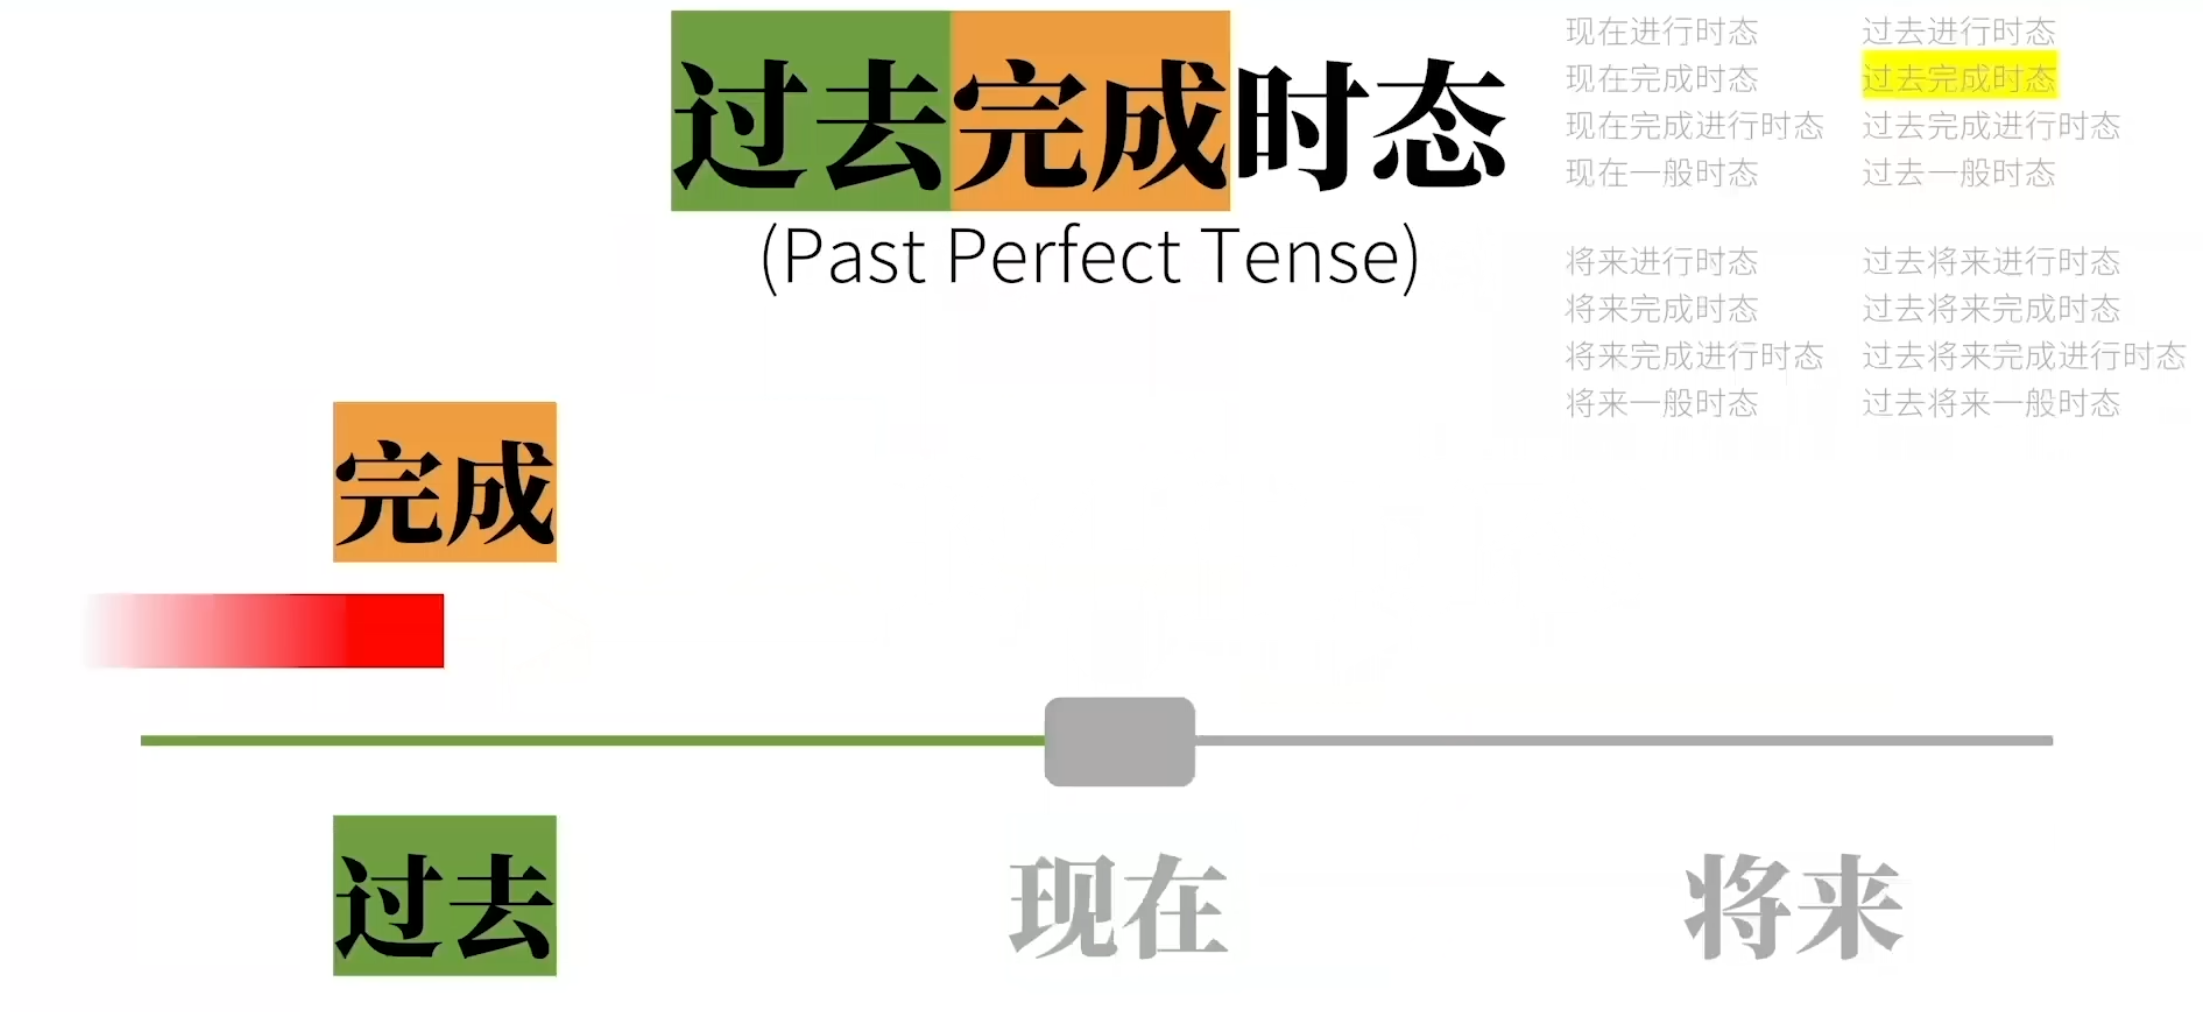 过去完成时态
(Past Perfect Tense)
现在进行时态
现在完成时态
现在完成进行时态
现在一般时态
过去进行时态
过去完成时态
过去完成进行时态
过去一般时态
将来进行时态
将来完成时态
将来完成进行时态
将来一般时态
过去将来进行时态
过去将来完成时态
过去将来完成进行时态
过去将来一般时态
完成
过去
现在
将来